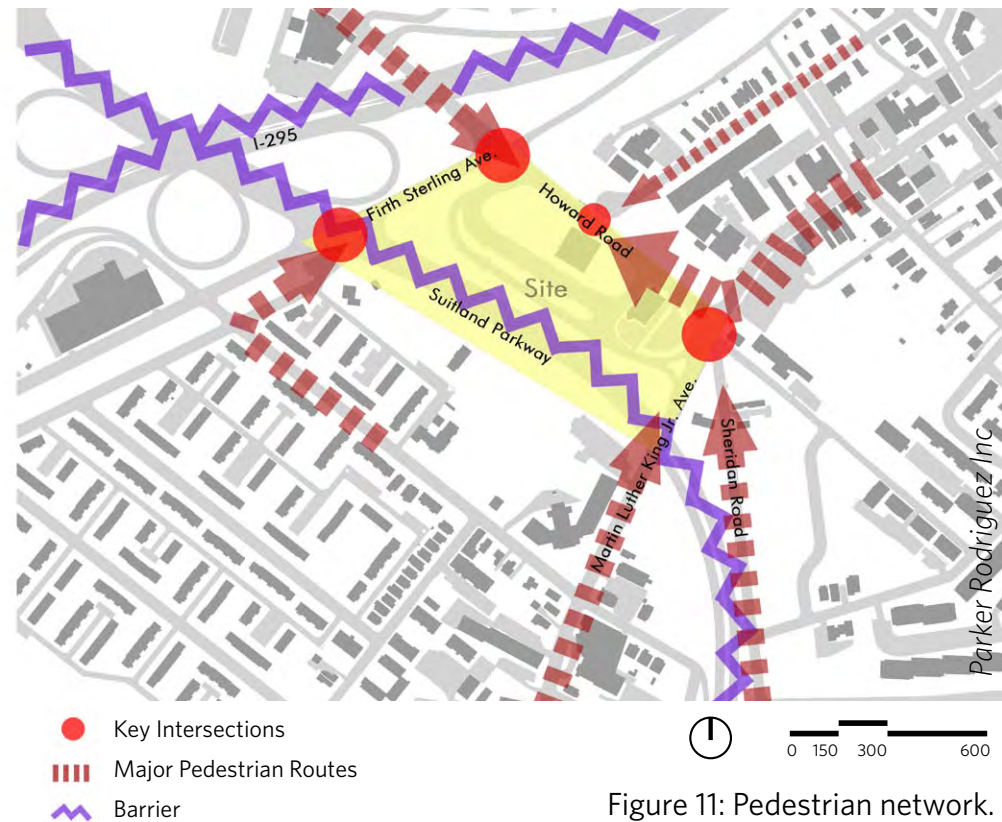 I-295
Firth Sterling Ave.
Howard Road
Site
Suitland Parkway
Martin Luther King Jr. Ave.
Sheridan Road
Parker Rodriguez Inc
Key Intersections
Major Pedestrian Routes
Barrier
0 150 300 600
Figure 11: Pedestrian network.